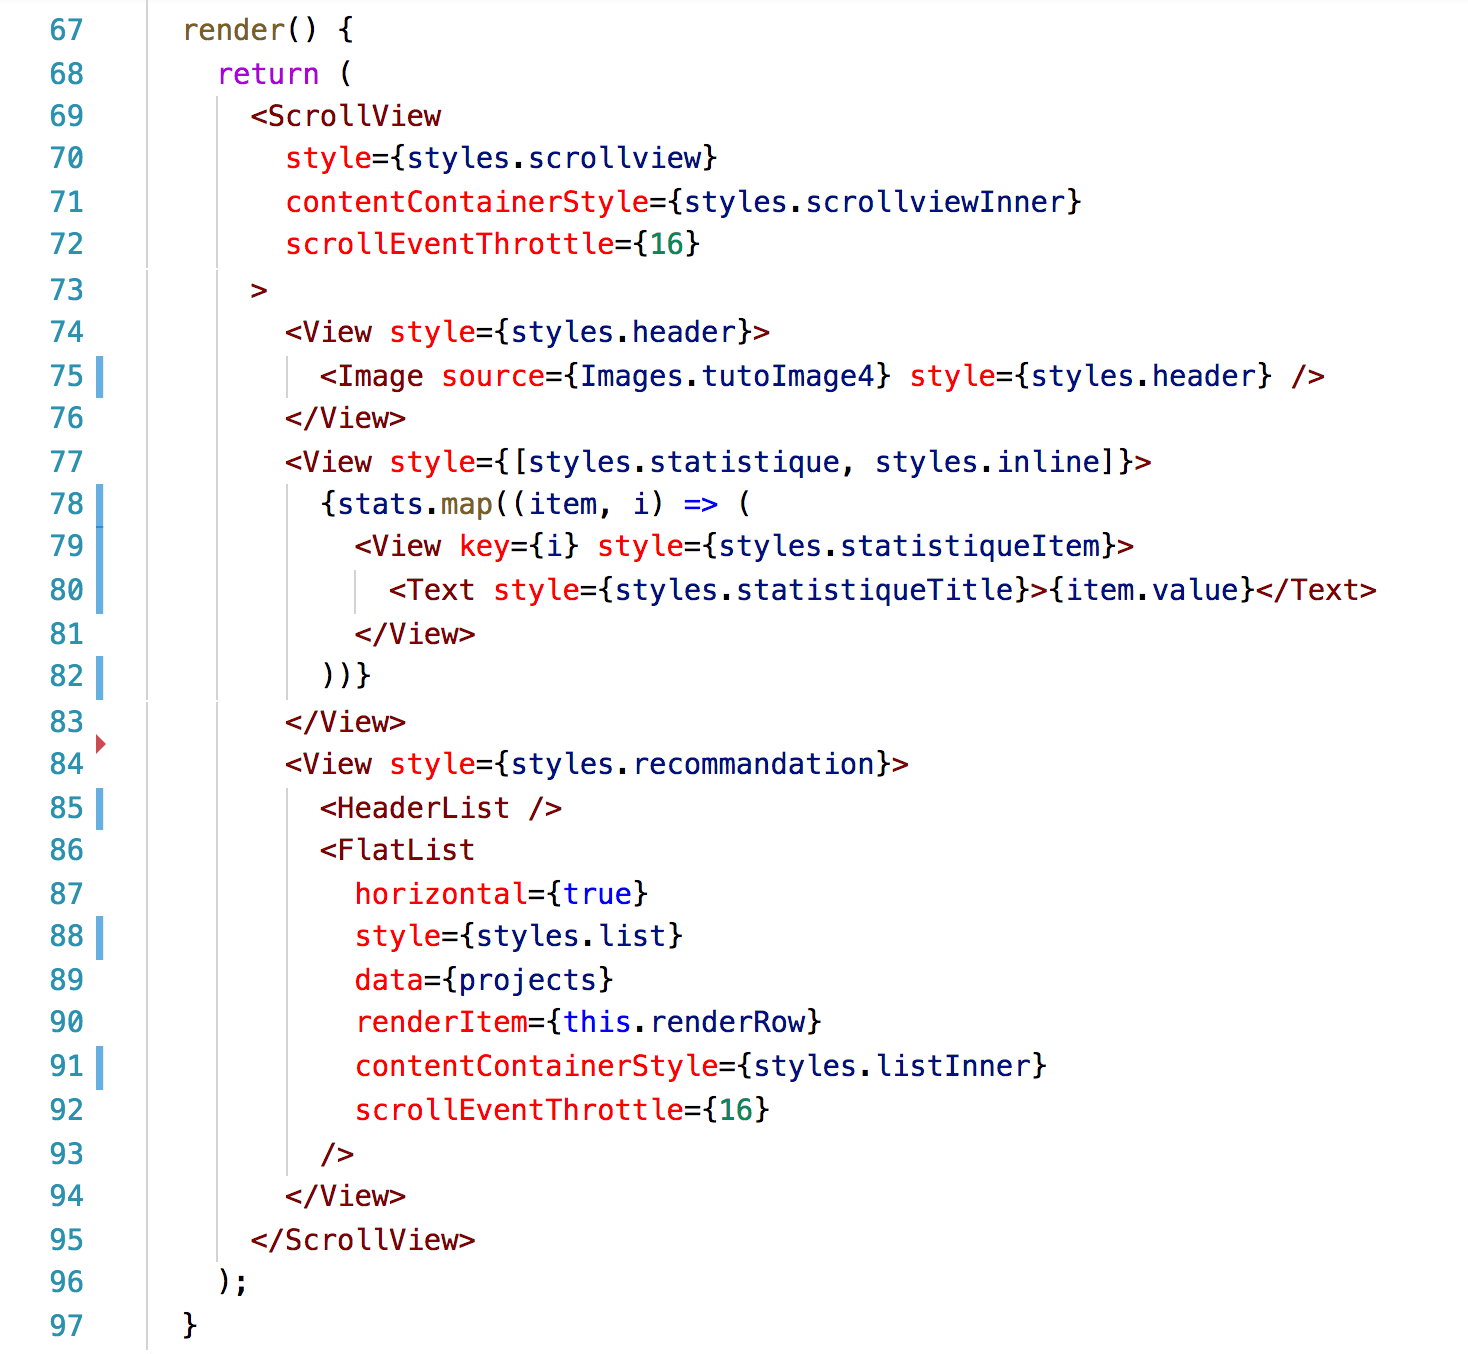 67 render() {
68 return (
69 <ScrollView
70 style={styles.scrollview}
71 contentContainerStyle={styles.scrollviewInner}
72 scrollEventThrottle={16}
73 >
74 <View style={styles.header}>
75 <Image source={Images.tutoImage4} style={styles.header} />
76 </View>
77 <View style={[styles.statistique, styles.inline]}>
78 {stats.map((item, i) => (
79 <View key={i} style={styles.statistiqueItem}>
80 <Text style={styles.statistiqueTitle}>{item.value}</Text>
81 </View>
82 ))}
83 </View>
84 <View style={styles.recommandation}>
85 <HeaderList />
86 <FlatList
87 horizontal={true}
88 style={styles.list}
89 data={projects}
90 renderItem={this.renderRow}
91 contentContainerStyle={styles.listInner}
92 scrollEventThrottle={16}
93 />
94 </View>
95 </ScrollView>
96 );
97 }